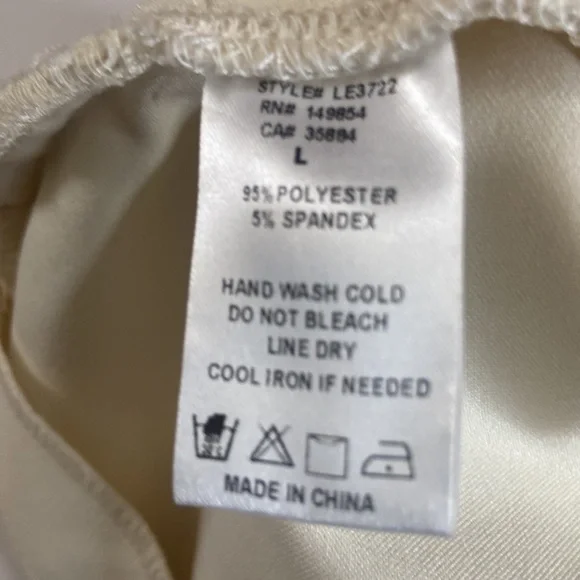 STYLE# LE3722
RN# 149854
CA# 35894
L
95% POLYESTER
5% SPANDEX
HAND WASH COLD
DO NOT BLEACH
LINE DRY
COOL IRON IF NEEDED
MADE IN CHINA